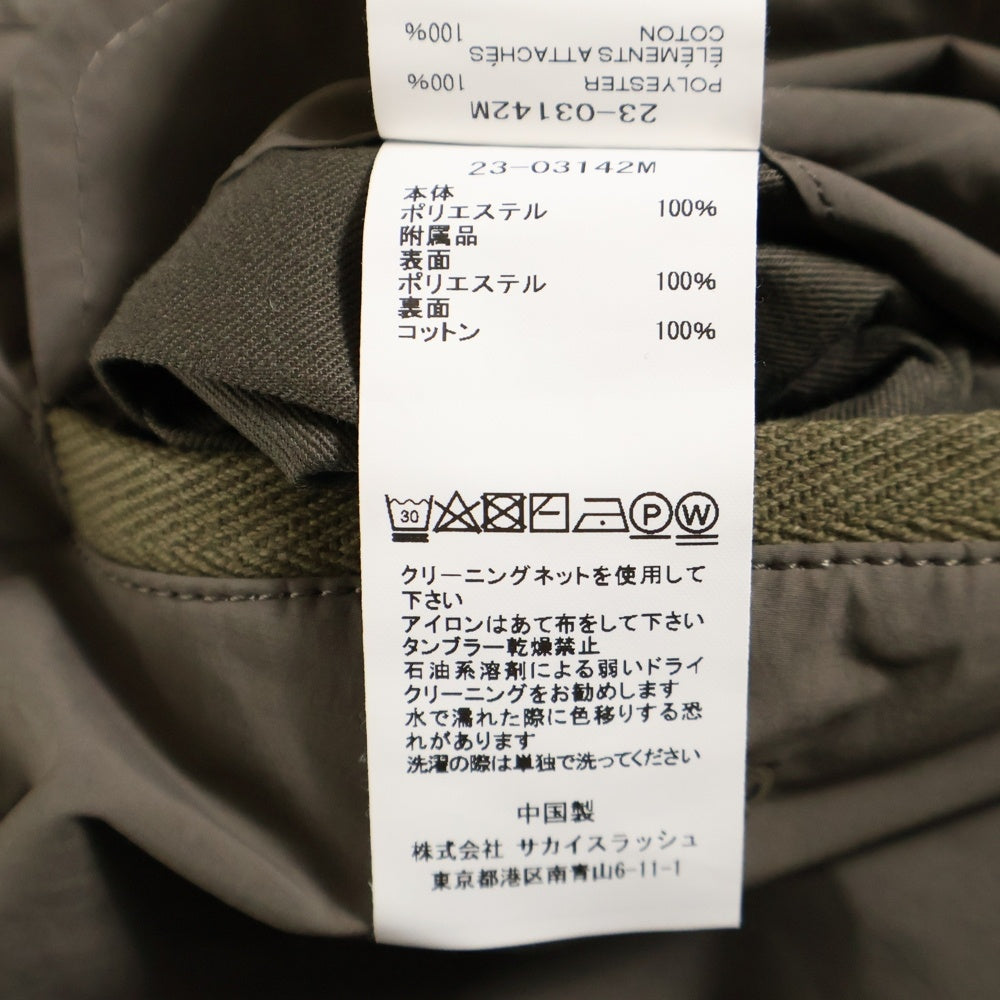 COTON 100%
ÉLÉMENTS ATTACHÉS
POLYESTER 100%
23-03142M
23-03142M
本体
ポリエステル 100%
附属品
表面
ポリエステル 100%
裏面
コットン 100%
30
P
W
クリーニングネットを使用して
下さい
アイロンはあて布をして下さい
タンブラー乾燥禁止
石油系溶剤による弱いドライ
クリーニングをお勧めします
水で濡れた際に色移りする恐
れがあります
洗濯の際は単独で洗ってください
中国製
株式会社 サカイスラッシュ
東京都港区南青山6-11-1